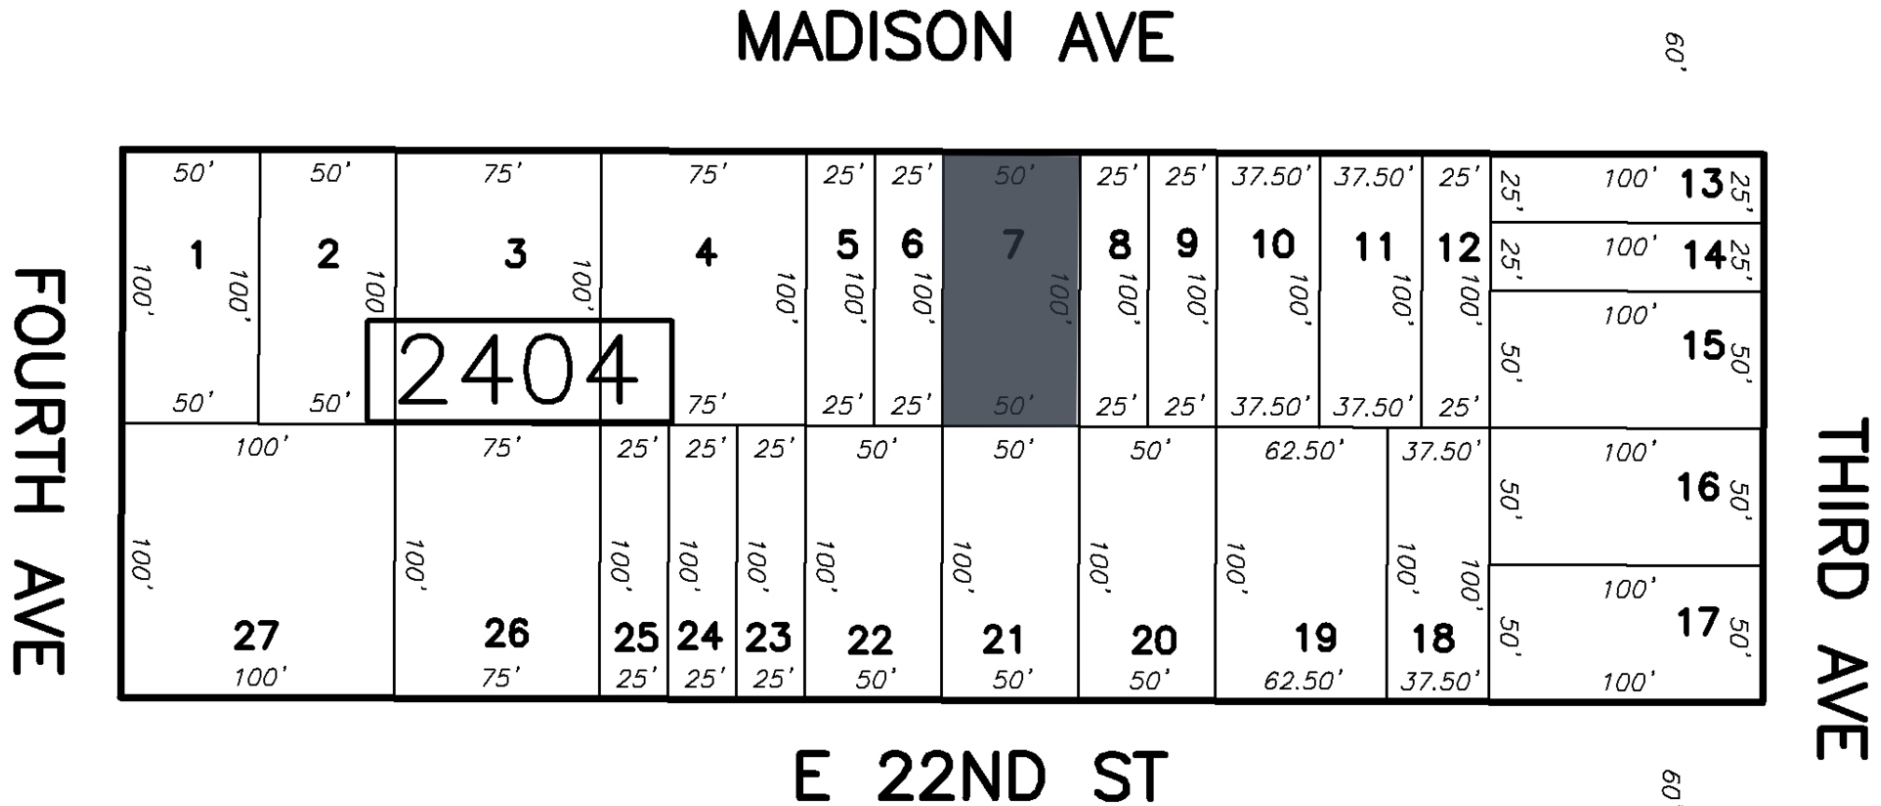 MADISON AVE
60'
50' 50' 75' 75' 25' 25' 50' 25' 25' 37.50' 37.50' 25'
1 2 3 4 5 6 7 8 9 10 11 12
100' 100' 100 100' 100' 100' 100' 100' 100' 100' 100' 100' 100'
2404
50' 50' 75' 25' 25' 50' 25' 25' 37.50' 37.50' 25'
25' 100' 13 25'
25' 100' 14 25'
100'
50' 15 50'
FOURTH AVE
THIRD AVE
100' 75' 25' 25' 25' 50' 50' 50' 62.50' 37.50' 100'
50' 16 50'
100' 100' 100' 100' 100' 100' 100' 100' 100' 100' 100'
100'
50' 17 50'
27 26 25 24 23 22 21 20 19 18
100' 75' 25' 25' 25' 50' 50' 50' 62.50' 37.50' 100'
E 22ND ST
60'